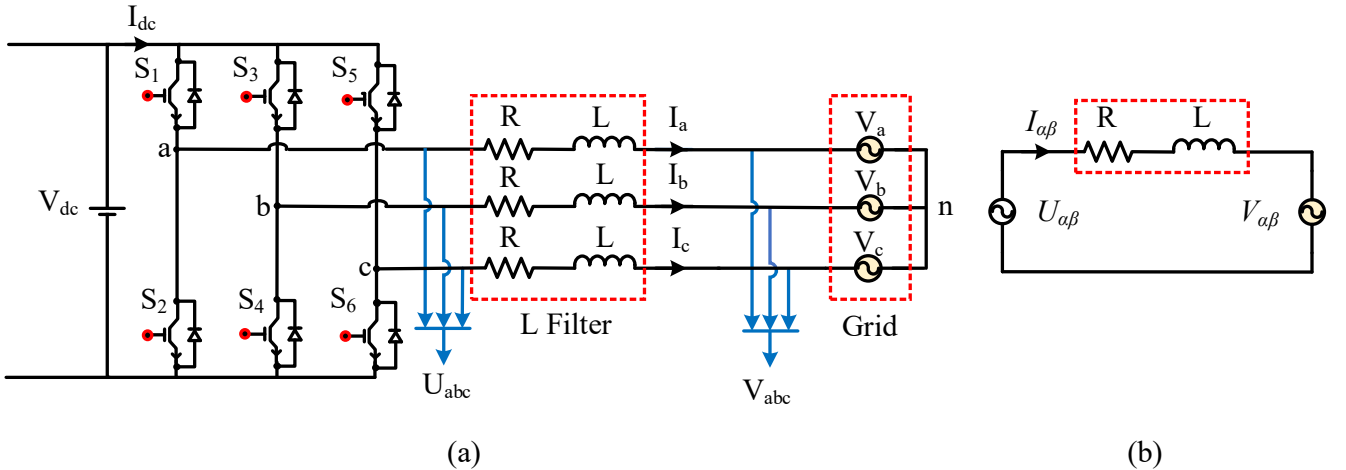 I_dc
S_1
S_3
S_5
R
L
I_a
V_a
a
R
L
I_b
V_b
V_dc
b
n
R
L
I_c
V_c
c
S_2
S_4
S_6
L Filter
Grid
U_abc
V_abc
(a)
I_αβ
R
L
U_αβ
V_αβ
(b)